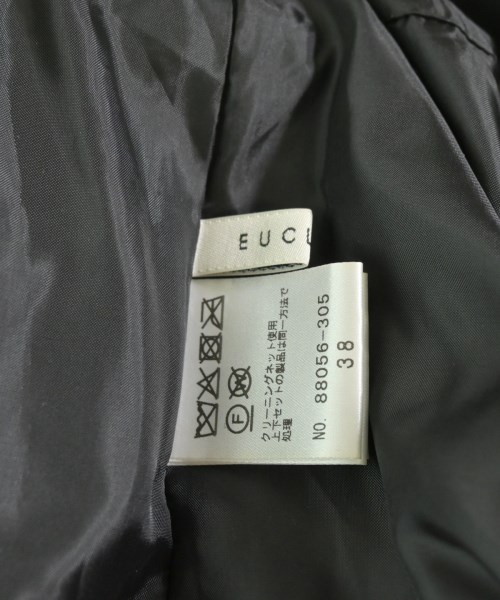 EUC
クリーニングネット使用
上下セットの製品は同一方法で
処理
NO. 88056-305
38